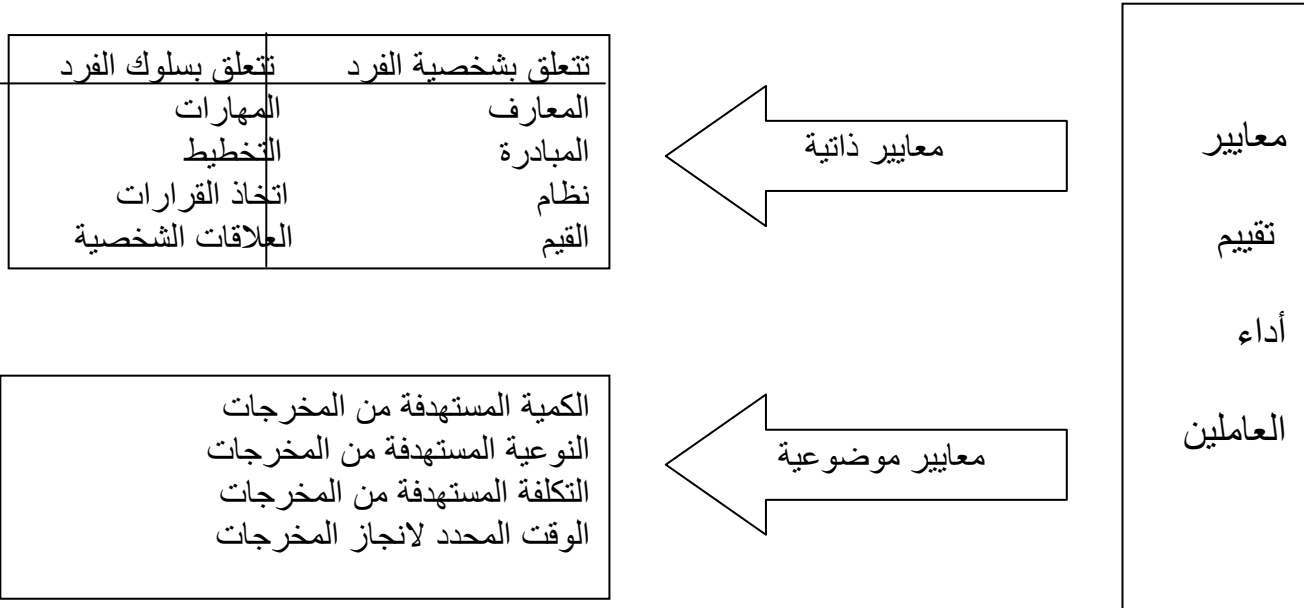 معايير
تقييم
أداء
العاملين
معايير ذاتية
تتعلق بشخصية الفرد تتعلق بسلوك الفرد
المعارف المهارات
المبادرة التخطيط
نظام اتخاذ القرارات
القيم العلاقات الشخصية
معايير موضوعية
الكمية المستهدفة من المخرجات
النوعية المستهدفة من المخرجات
التكلفة المستهدفة من المخرجات
الوقت المحدد لانجاز المخرجات